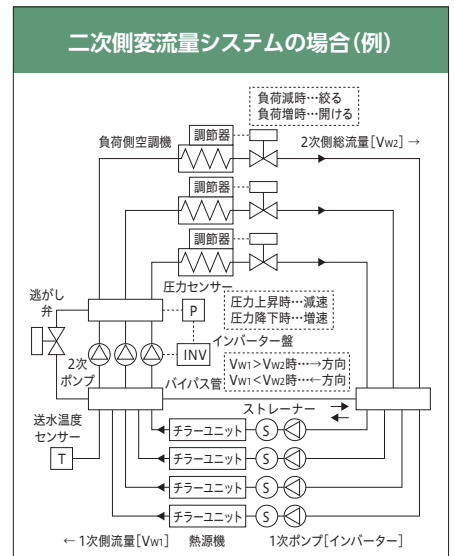 二次側変流量システムの場合(例)
負荷減時…絞る
負荷増時…開ける
調節器
負荷側空調機
2次側総流量[VW2] →
調節器
調節器
圧力センサー
逃がし
弁
P
圧力上昇時…減速
圧力降下時…増速
INV
インバーター盤
2次
ポンプ
VW1>VW2時…→方向
VW1<VW2時…←方向
バイパス管
ストレーナー
送水温度
センサー
T
チラーユニット
S
チラーユニット
S
チラーユニット
S
チラーユニット
S
← 1次側流量[VW1]
熱源機
1次ポンプ[インバーター]